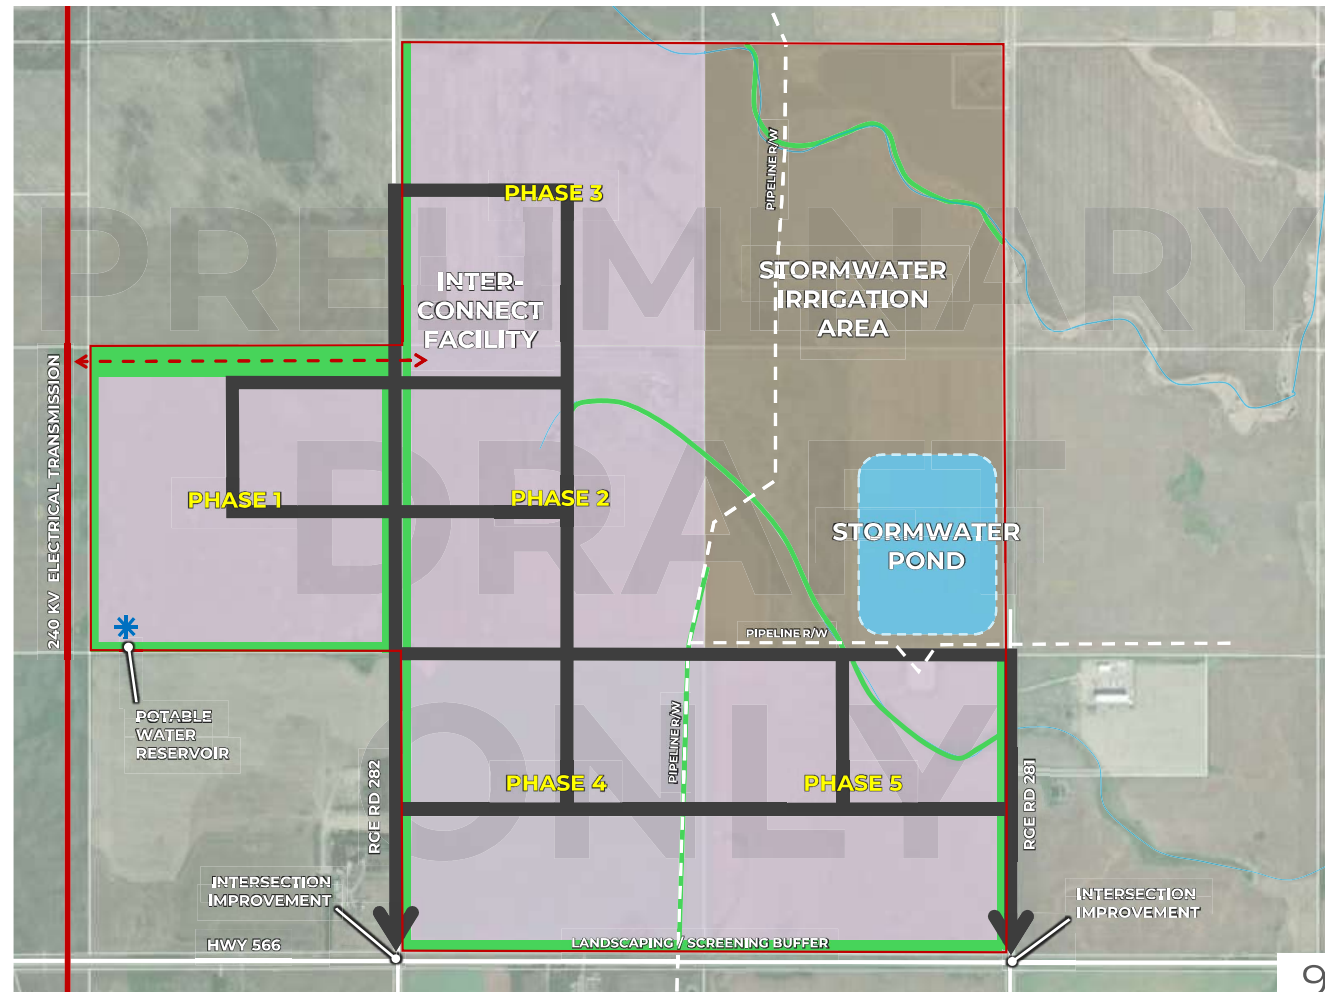 PRELIMINARY
DRAFT
ONLY
PHASE 3
PIPELINE R/W
INTER-
CONNECT
FACILITY
STORMWATER
IRRIGATION
AREA
240 KV  ELECTRICAL TRANSMISSION
PHASE 1
PHASE 2
STORMWATER
POND
PIPELINE R/W
POTABLE
WATER
RESERVOIR
PIPELINE R/W
RGE RD 282
RGE RD 281
PHASE 4
PHASE 5
INTERSECTION
IMPROVEMENT
INTERSECTION
IMPROVEMENT
HWY 566
LANDSCAPING / SCREENING BUFFER
9